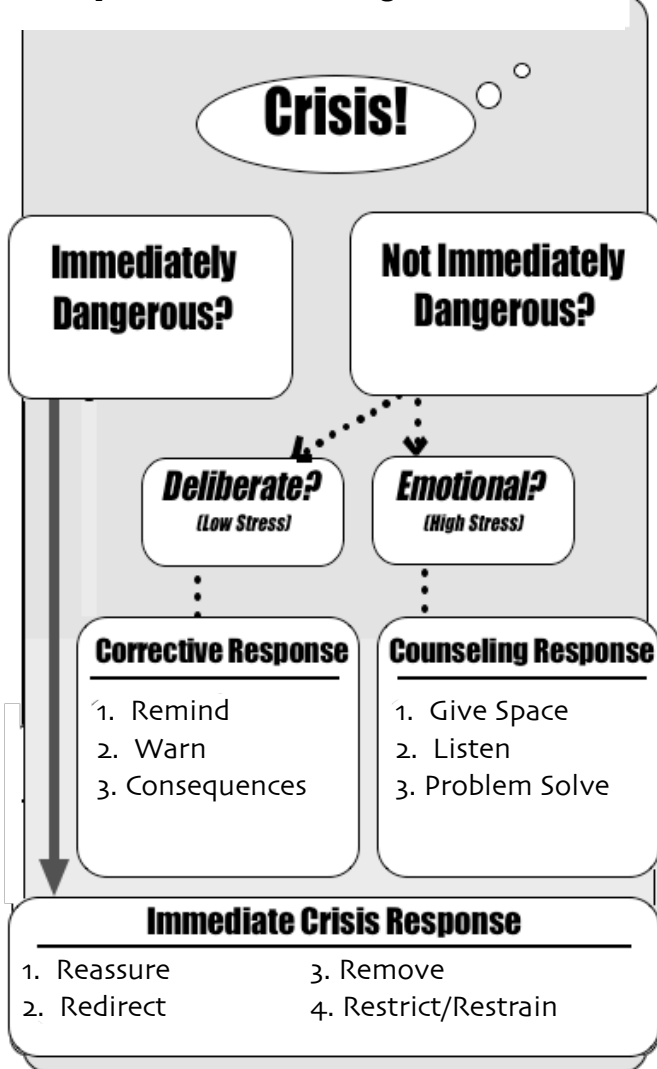 Crisis!
Immediately
Dangerous?
Not Immediately
Dangerous?
Deliberate?
(Low Stress)
Emotional?
(High Stress)
Corrective Response
1. Remind
2. Warn
3. Consequences
Counseling Response
1. Give Space
2. Listen
3. Problem Solve
Immediate Crisis Response
1. Reassure
2. Redirect
3. Remove
4. Restrict/Restrain